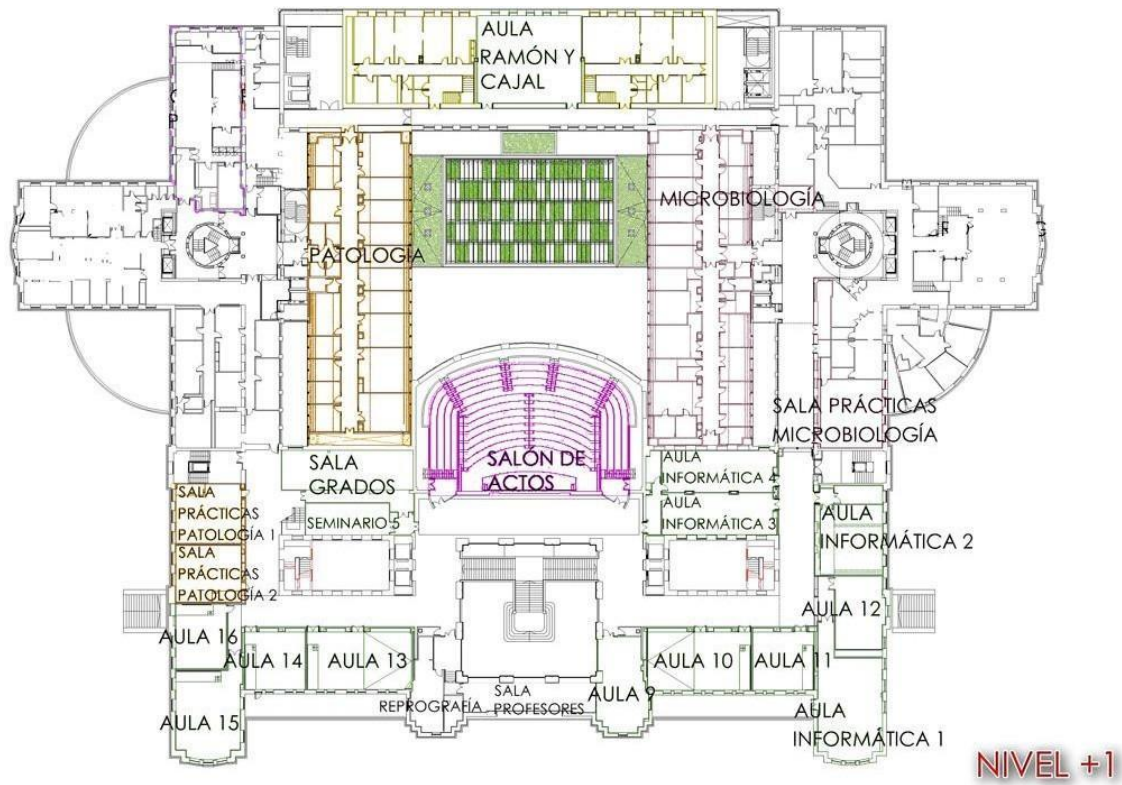 AULA
RAMÓN Y
CAJAL
MICROBIOLOGÍA
PATOLOGÍA
SALA PRÁCTICAS
MICROBIOLOGÍA
SALA
GRADOS
SALÓN DE
ACTOS
AULA
INFORMÁTICA 4
SALA
PRÁCTICAS
PATOLOGÍA 1
SEMINARIO 5
AULA
INFORMÁTICA 3
AULA
INFORMÁTICA 2
SALA
PRÁCTICAS
PATOLOGÍA 2
AULA 12
AULA 16
AULA 14
AULA 13
AULA 10
AULA 11
REPROGRAFÍA
SALA
PROFESORES
AULA 9
AULA 15
AULA
INFORMÁTICA 1
NIVEL +1